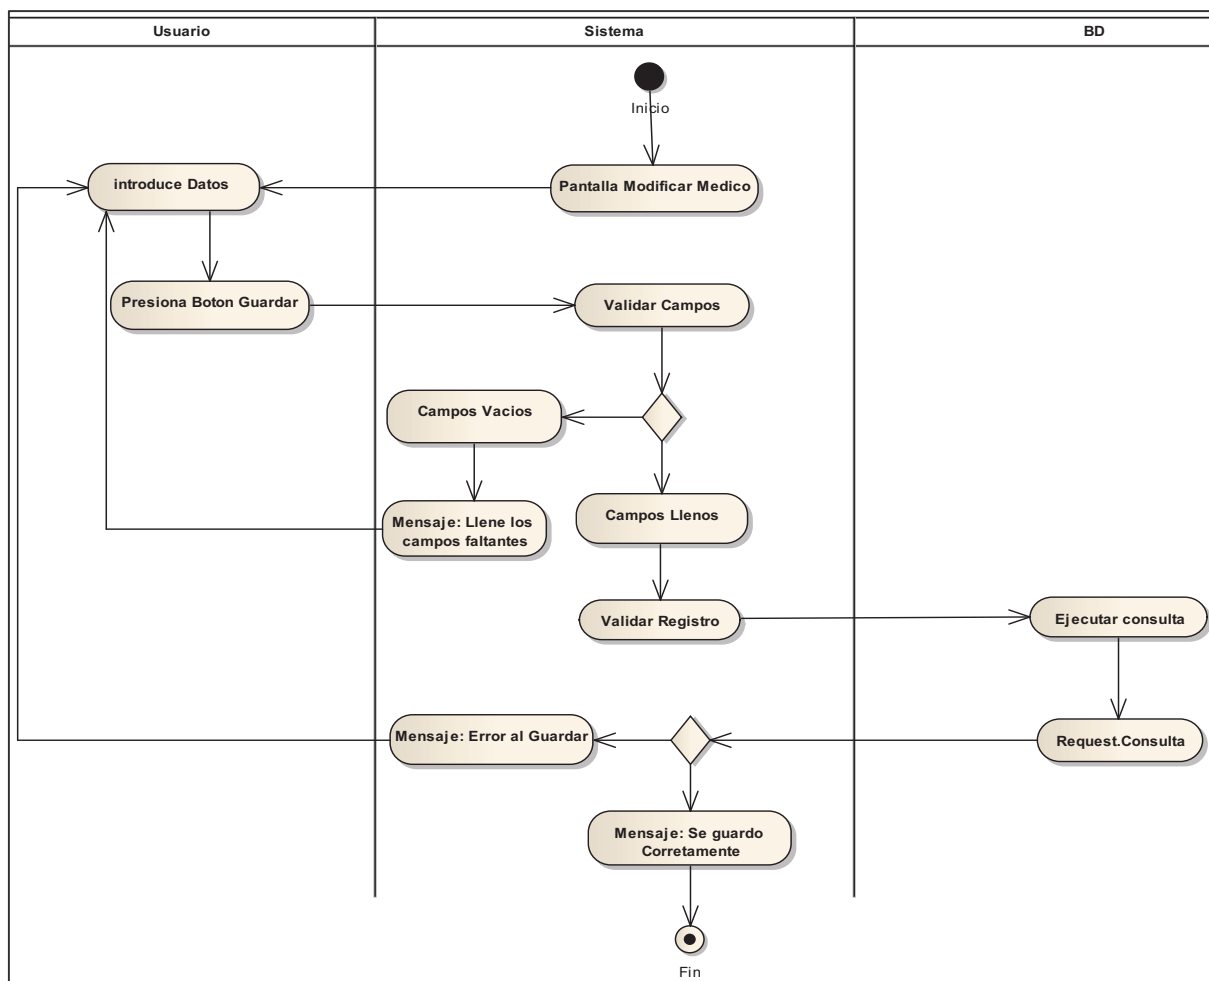 Usuario
Sistema
BD
Inicio
introduce Datos
Pantalla Modificar Medico
Presiona Boton Guardar
Validar Campos
Campos Vacios
Mensaje: Llene los
campos faltantes
Campos Llenos
Validar Registro
Ejecutar consulta
Mensaje: Error al Guardar
Request.Consulta
Mensaje: Se guardo
Corretamente
Fin